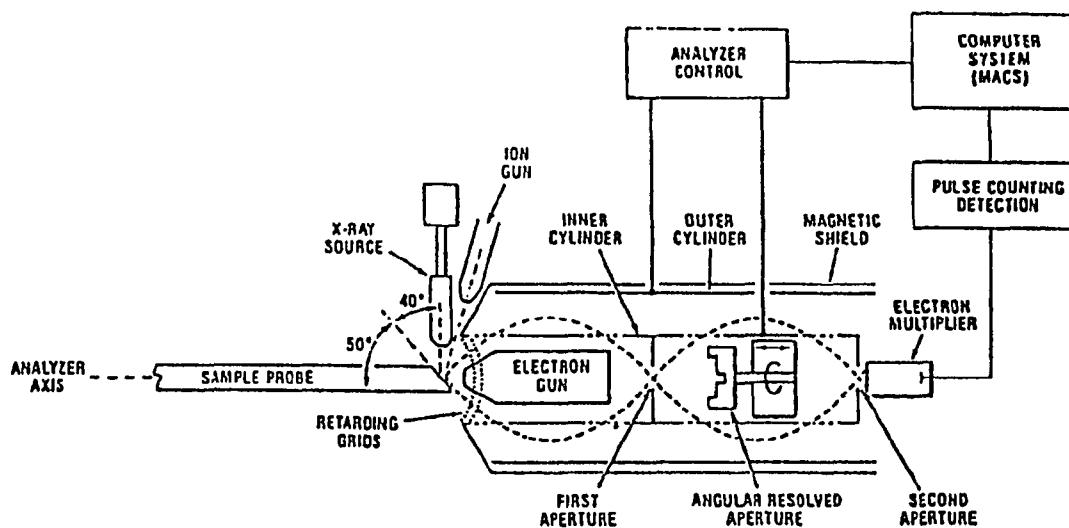 ANALYZER
CONTROL
COMPUTER
SYSTEM
(MACS)
PULSE COUNTING
DETECTION
ION
GUN
X-RAY
SOURCE
INNER
CYLINDER
OUTER
CYLINDER
MAGNETIC
SHIELD
ELECTRON
MULTIPLIER
40°
50°
ANALYZER
AXIS
SAMPLE PROBE
ELECTRON
GUN
RETARDING
GRIDS
FIRST
APERTURE
ANGULAR RESOLVED
APERTURE
SECOND
APERTURE